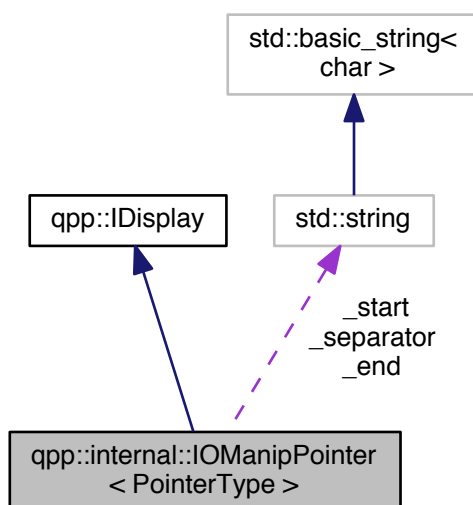 std::basic_string<
char >
qpp::IDisplay
std::string
_start
_separator
_end
qpp::internal::IOManipPointer
< PointerType >